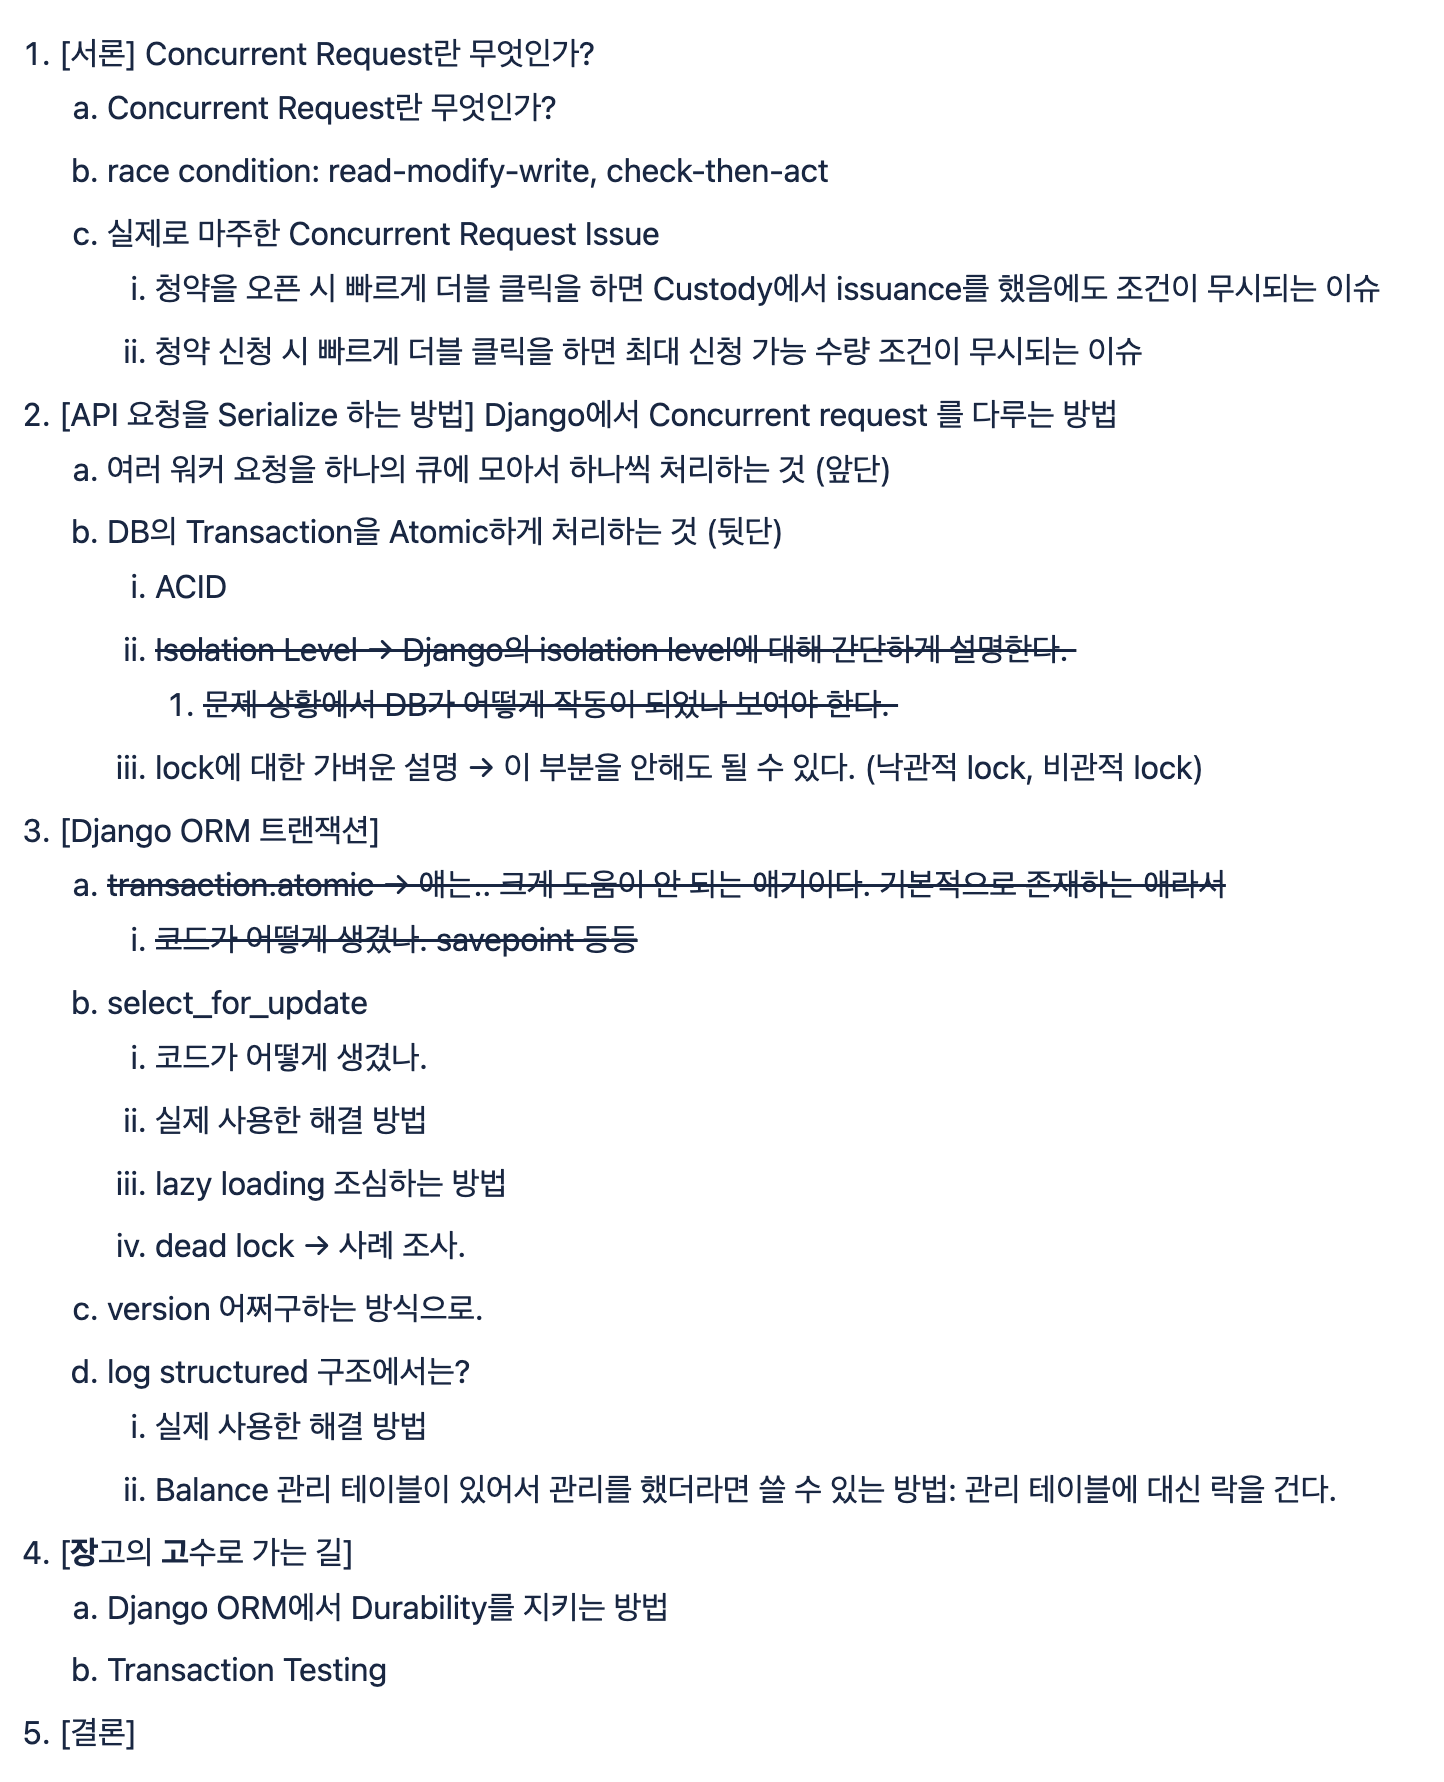 1. [서론] Concurrent Request란 무엇인가?
a. Concurrent Request란 무엇인가?
b. race condition: read-modify-write, check-then-act
c. 실제로 마주한 Concurrent Request Issue
i. 청약을 오픈 시 빠르게 더블 클릭을 하면 Custody에서 issuance를 했음에도 조건이 무시되는 이슈
ii. 청약 신청 시 빠르게 더블 클릭을 하면 최대 신청 가능 수량 조건이 무시되는 이슈
2. [API 요청을 Serialize 하는 방법] Django에서 Concurrent request 를 다루는 방법
a. 여러 워커 요청을 하나의 큐에 모아서 하나씩 처리하는 것 (앞단)
b. DB의 Transaction을 Atomic하게 처리하는 것 (뒷단)
i. ACID
ii. Isolation Level → Django의 isolation level에 대해 간단하게 설명한다.
1. 문제 상황에서 DB가 어떻게 작동이 되었나 보여야 한다.
iii. lock에 대한 가벼운 설명 → 이 부분을 안해도 될 수 있다. (낙관적 lock, 비관적 lock)
3. [Django ORM 트랜잭션]
a. transaction.atomic → 얘는.. 크게 도움이 안 되는 얘기이다. 기본적으로 존재하는 애라서
i. 코드가 어떻게 생겼나. savepoint 등등
b. select_for_update
i. 코드가 어떻게 생겼나.
ii. 실제 사용한 해결 방법
iii. lazy loading 조심하는 방법
iv. dead lock → 사례 조사.
c. version 어쩌구하는 방식으로.
d. log structured 구조에서는?
i. 실제 사용한 해결 방법
ii. Balance 관리 테이블이 있어서 관리를 했더라면 쓸 수 있는 방법: 관리 테이블에 대신 락을 건다.
4. [장고의 고수로 가는 길]
a. Django ORM에서 Durability를 지키는 방법
b. Transaction Testing
5. [결론]